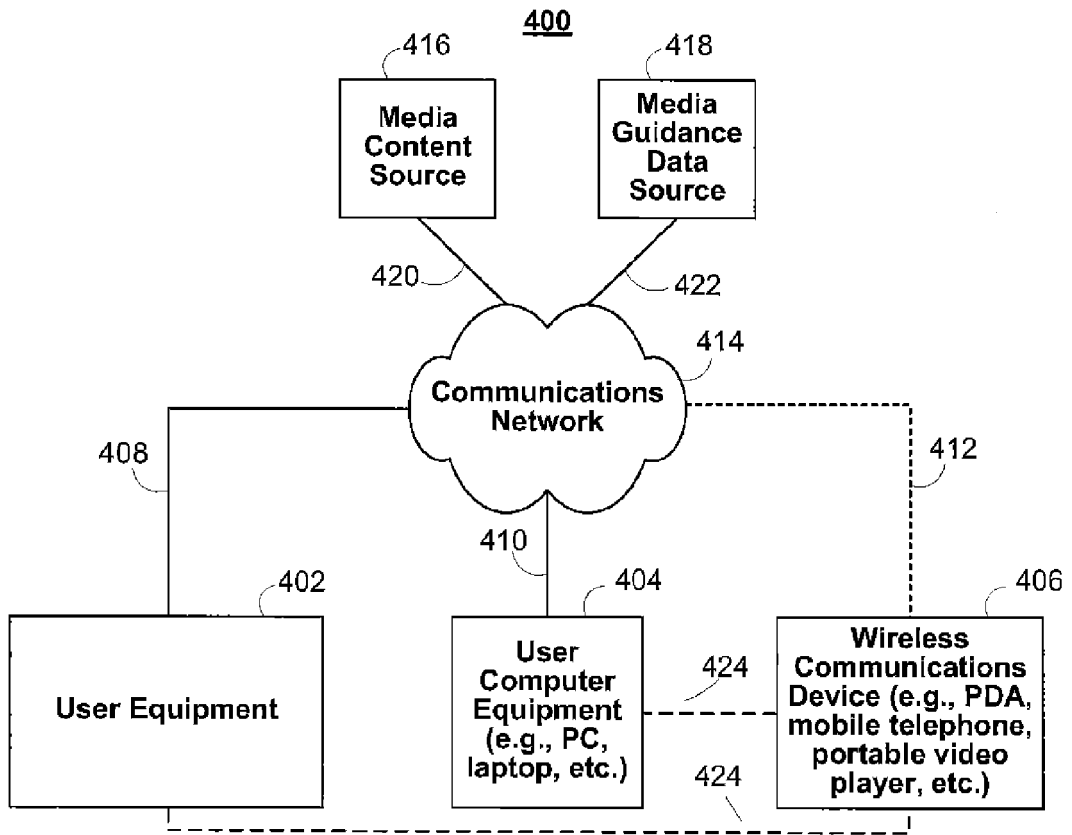 400
416
418
Media
Content
Source
Media
Guidance
Data
Source
420
422
414
Communications
Network
408
412
410
402
404
406
User Equipment
User
Computer
Equipment
(e.g., PC,
laptop, etc.)
424
Wireless
Communications
Device (e.g., PDA,
mobile telephone,
portable video
player, etc.)
424